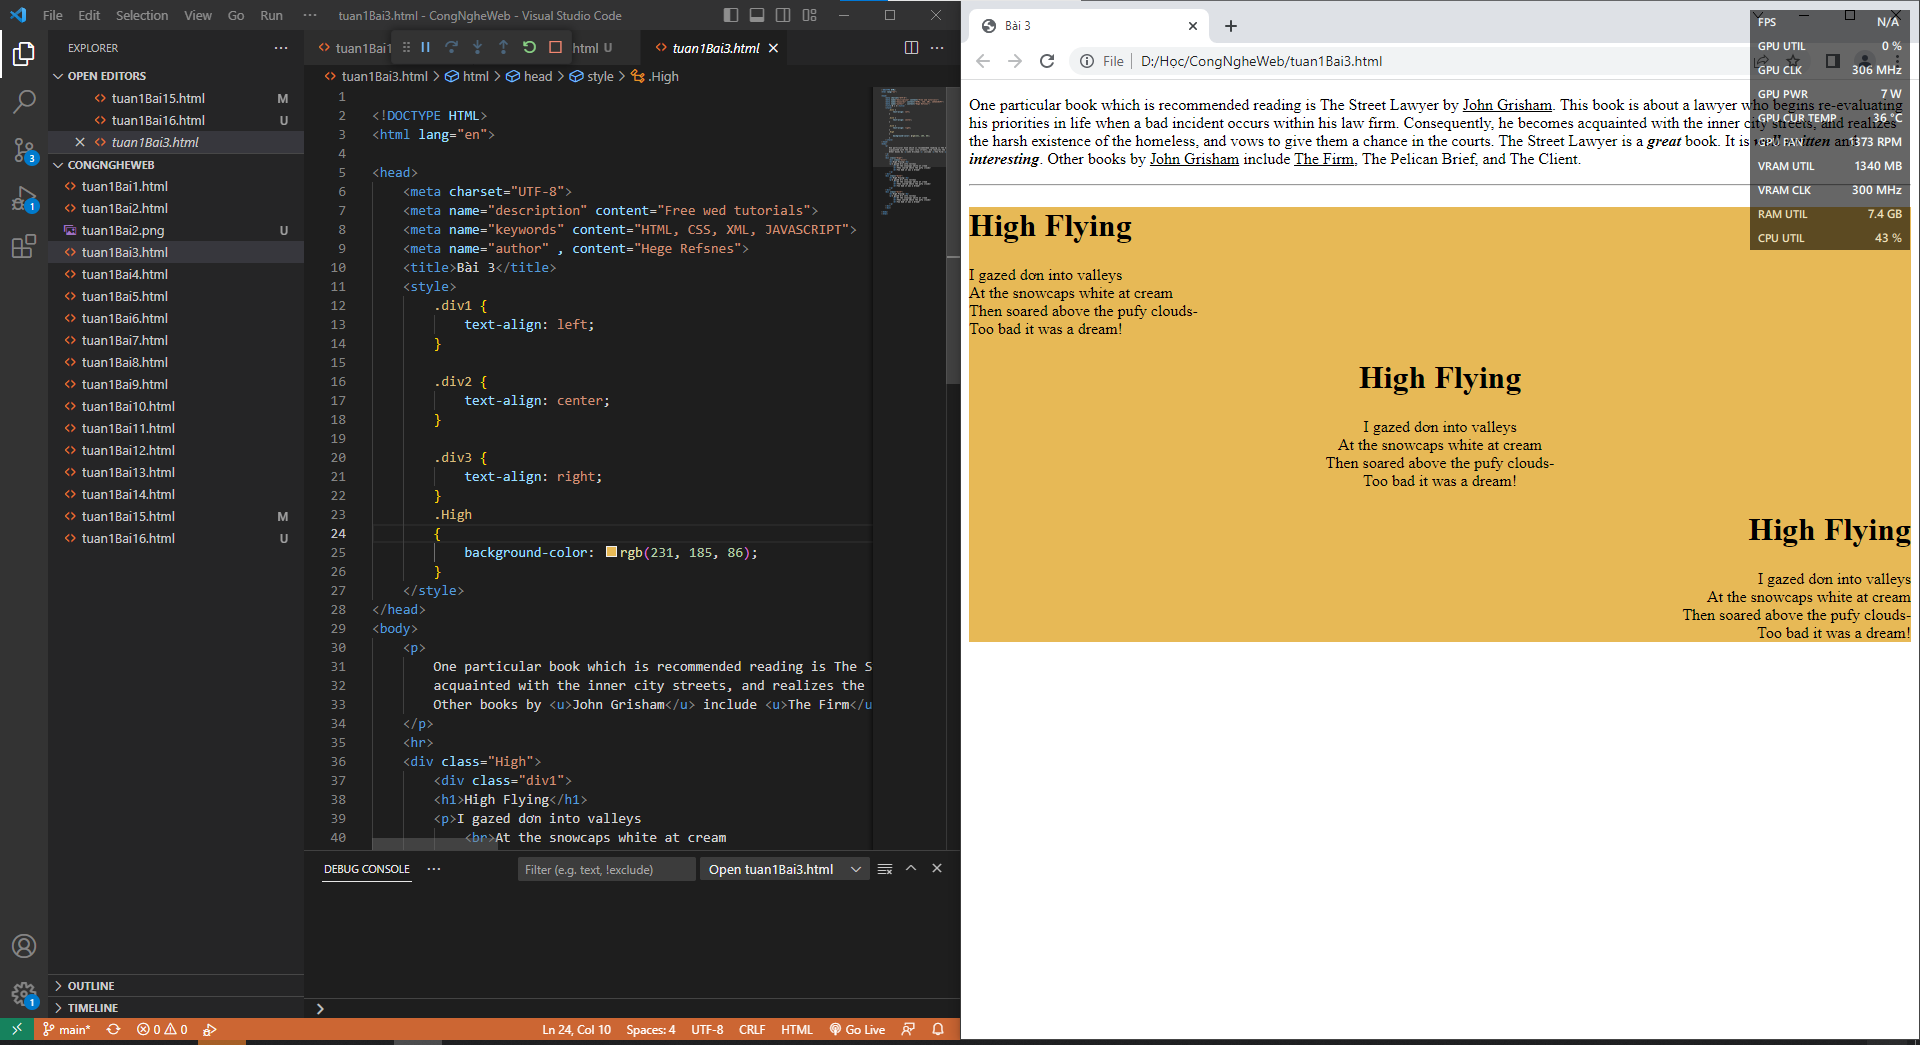 File Edit Selection View Go Run ··· tuan1Bai3.html - CongNgheWeb - Visual Studio Code
EXPLORER ···
OPEN EDITORS
tuan1Bai15.html M
tuan1Bai16.html U
tuan1Bai3.html
CONGNGHEWEB
tuan1Bai1.html
tuan1Bai2.html
tuan1Bai2.png U
tuan1Bai3.html
tuan1Bai4.html
tuan1Bai5.html
tuan1Bai6.html
tuan1Bai7.html
tuan1Bai8.html
tuan1Bai9.html
tuan1Bai10.html
tuan1Bai11.html
tuan1Bai12.html
tuan1Bai13.html
tuan1Bai14.html
tuan1Bai15.html M
tuan1Bai16.html U
OUTLINE
TIMELINE
3
1
1
tuan1Bai1 html U tuan1Bai3.html
tuan1Bai3.html > html > head > style > .High
1
2 <!DOCTYPE HTML>
3 <html lang="en">
4
5 <head>
6 <meta charset="UTF-8">
7 <meta name="description" content="Free wed tutorials">
8 <meta name="keywords" content="HTML, CSS, XML, JAVASCRIPT">
9 <meta name="author" , content="Hege Refsnes">
10 <title>Bài 3</title>
11 <style>
12 .div1 {
13 text-align: left;
14 }
15
16 .div2 {
17 text-align: center;
18 }
19
20 .div3 {
21 text-align: right;
22 }
23 .High
24 {
25 background-color: rgb(231, 185, 86);
26 }
27 </style>
28 </head>
29 <body>
30 <p>
31 One particular book which is recommended reading is The S
32 acquainted with the inner city streets, and realizes the
33 Other books by <u>John Grisham</u> include <u>The Firm</u
34 </p>
35 <hr>
36 <div class="High">
37 <div class="div1">
38 <h1>High Flying</h1>
39 <p>I gazed dơn into valleys
40 <br>At the snowcaps white at cream
DEBUG CONSOLE ··· Filter (e.g. text, !exclude) Open tuan1Bai3.html
main* 0 0 Ln 24, Col 10 Spaces: 4 UTF-8 CRLF HTML Go Live
Bài 3
File D:/Học/CongNgheWeb/tuan1Bai3.html
One particular book which is recommended reading is The Street Lawyer by John Grisham. This book is about a lawyer who begins re-evaluating
his priorities in life when a bad incident occurs within his law firm. Consequently, he becomes acquainted with the inner city streets, and realizes
the harsh existence of the homeless, and vows to give them a chance in the courts. The Street Lawyer is a great book. It is well written and
interesting. Other books by John Grisham include The Firm, The Pelican Brief, and The Client.
High Flying
I gazed dơn into valleys
At the snowcaps white at cream
Then soared above the pufy clouds-
Too bad it was a dream!
High Flying
I gazed dơn into valleys
At the snowcaps white at cream
Then soared above the pufy clouds-
Too bad it was a dream!
High Flying
I gazed dơn into valleys
At the snowcaps white at cream
Then soared above the pufy clouds-
Too bad it was a dream!
FPS N/A
GPU UTIL 0 %
GPU CLK 306 MHz
GPU PWR 7 W
GPU CUR TEMP 36 °C
GPU FAN 1373 RPM
VRAM UTIL 1340 MB
VRAM CLK 300 MHz
RAM UTIL 7.4 GB
CPU UTIL 43 %